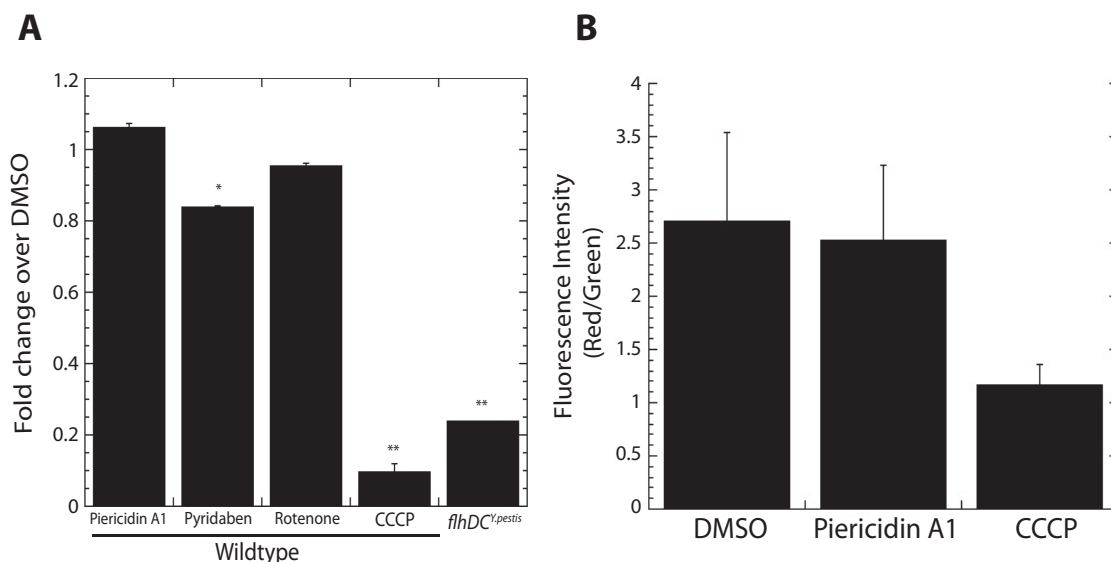 A
Fold change over DMSO
1.2
1
0.8
0.6
0.4
0.2
0
*
**
**
Piericidin A1 Pyridaben Rotenone CCCP flhDC^Y.pestis
Wildtype
B
Fluorescence Intensity
(Red/Green)
4
3.5
3
2.5
2
1.5
1
0.5
0
DMSO Piericidin A1 CCCP